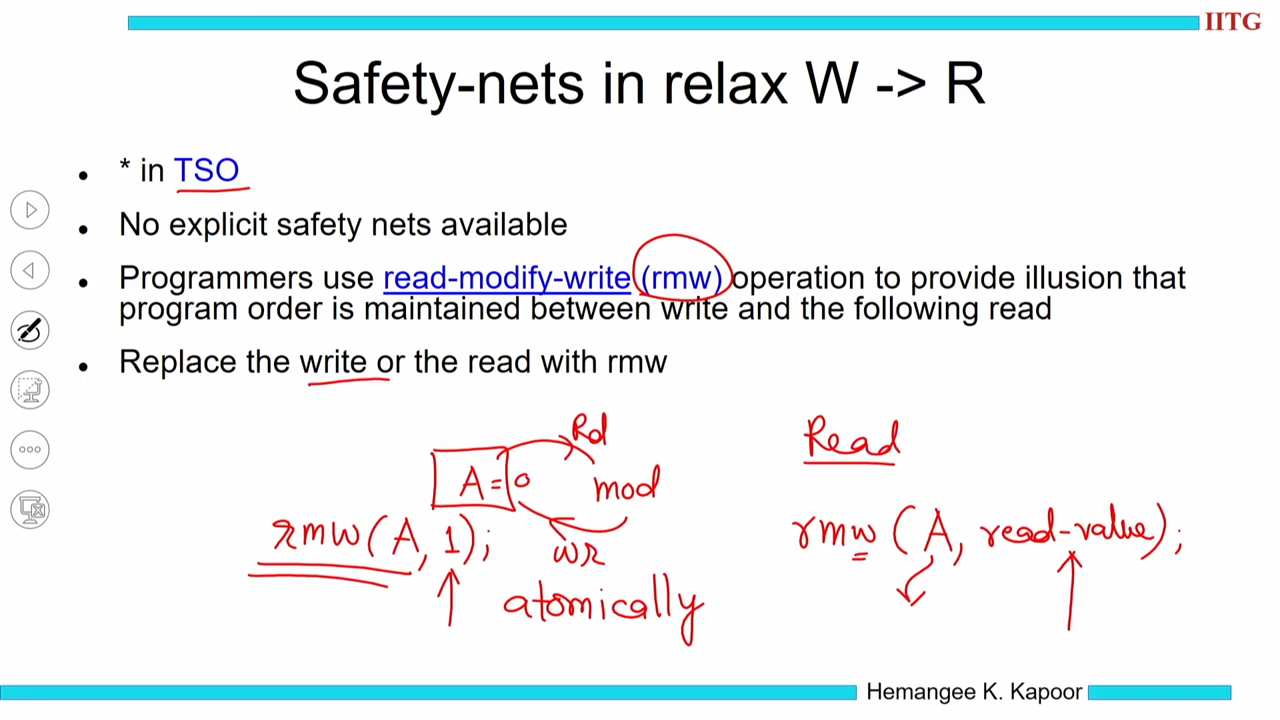 IITG
Safety-nets in relax W -> R
* in TSO
No explicit safety nets available
Programmers use read-modify-write (rmw) operation to provide illusion that
program order is maintained between write and the following read
Replace the write or the read with rmw
Rd
A = 0
mod
rmw(A, 1);
WR
atomically
Read
rmw (A, read-value);
Hemangee K. Kapoor